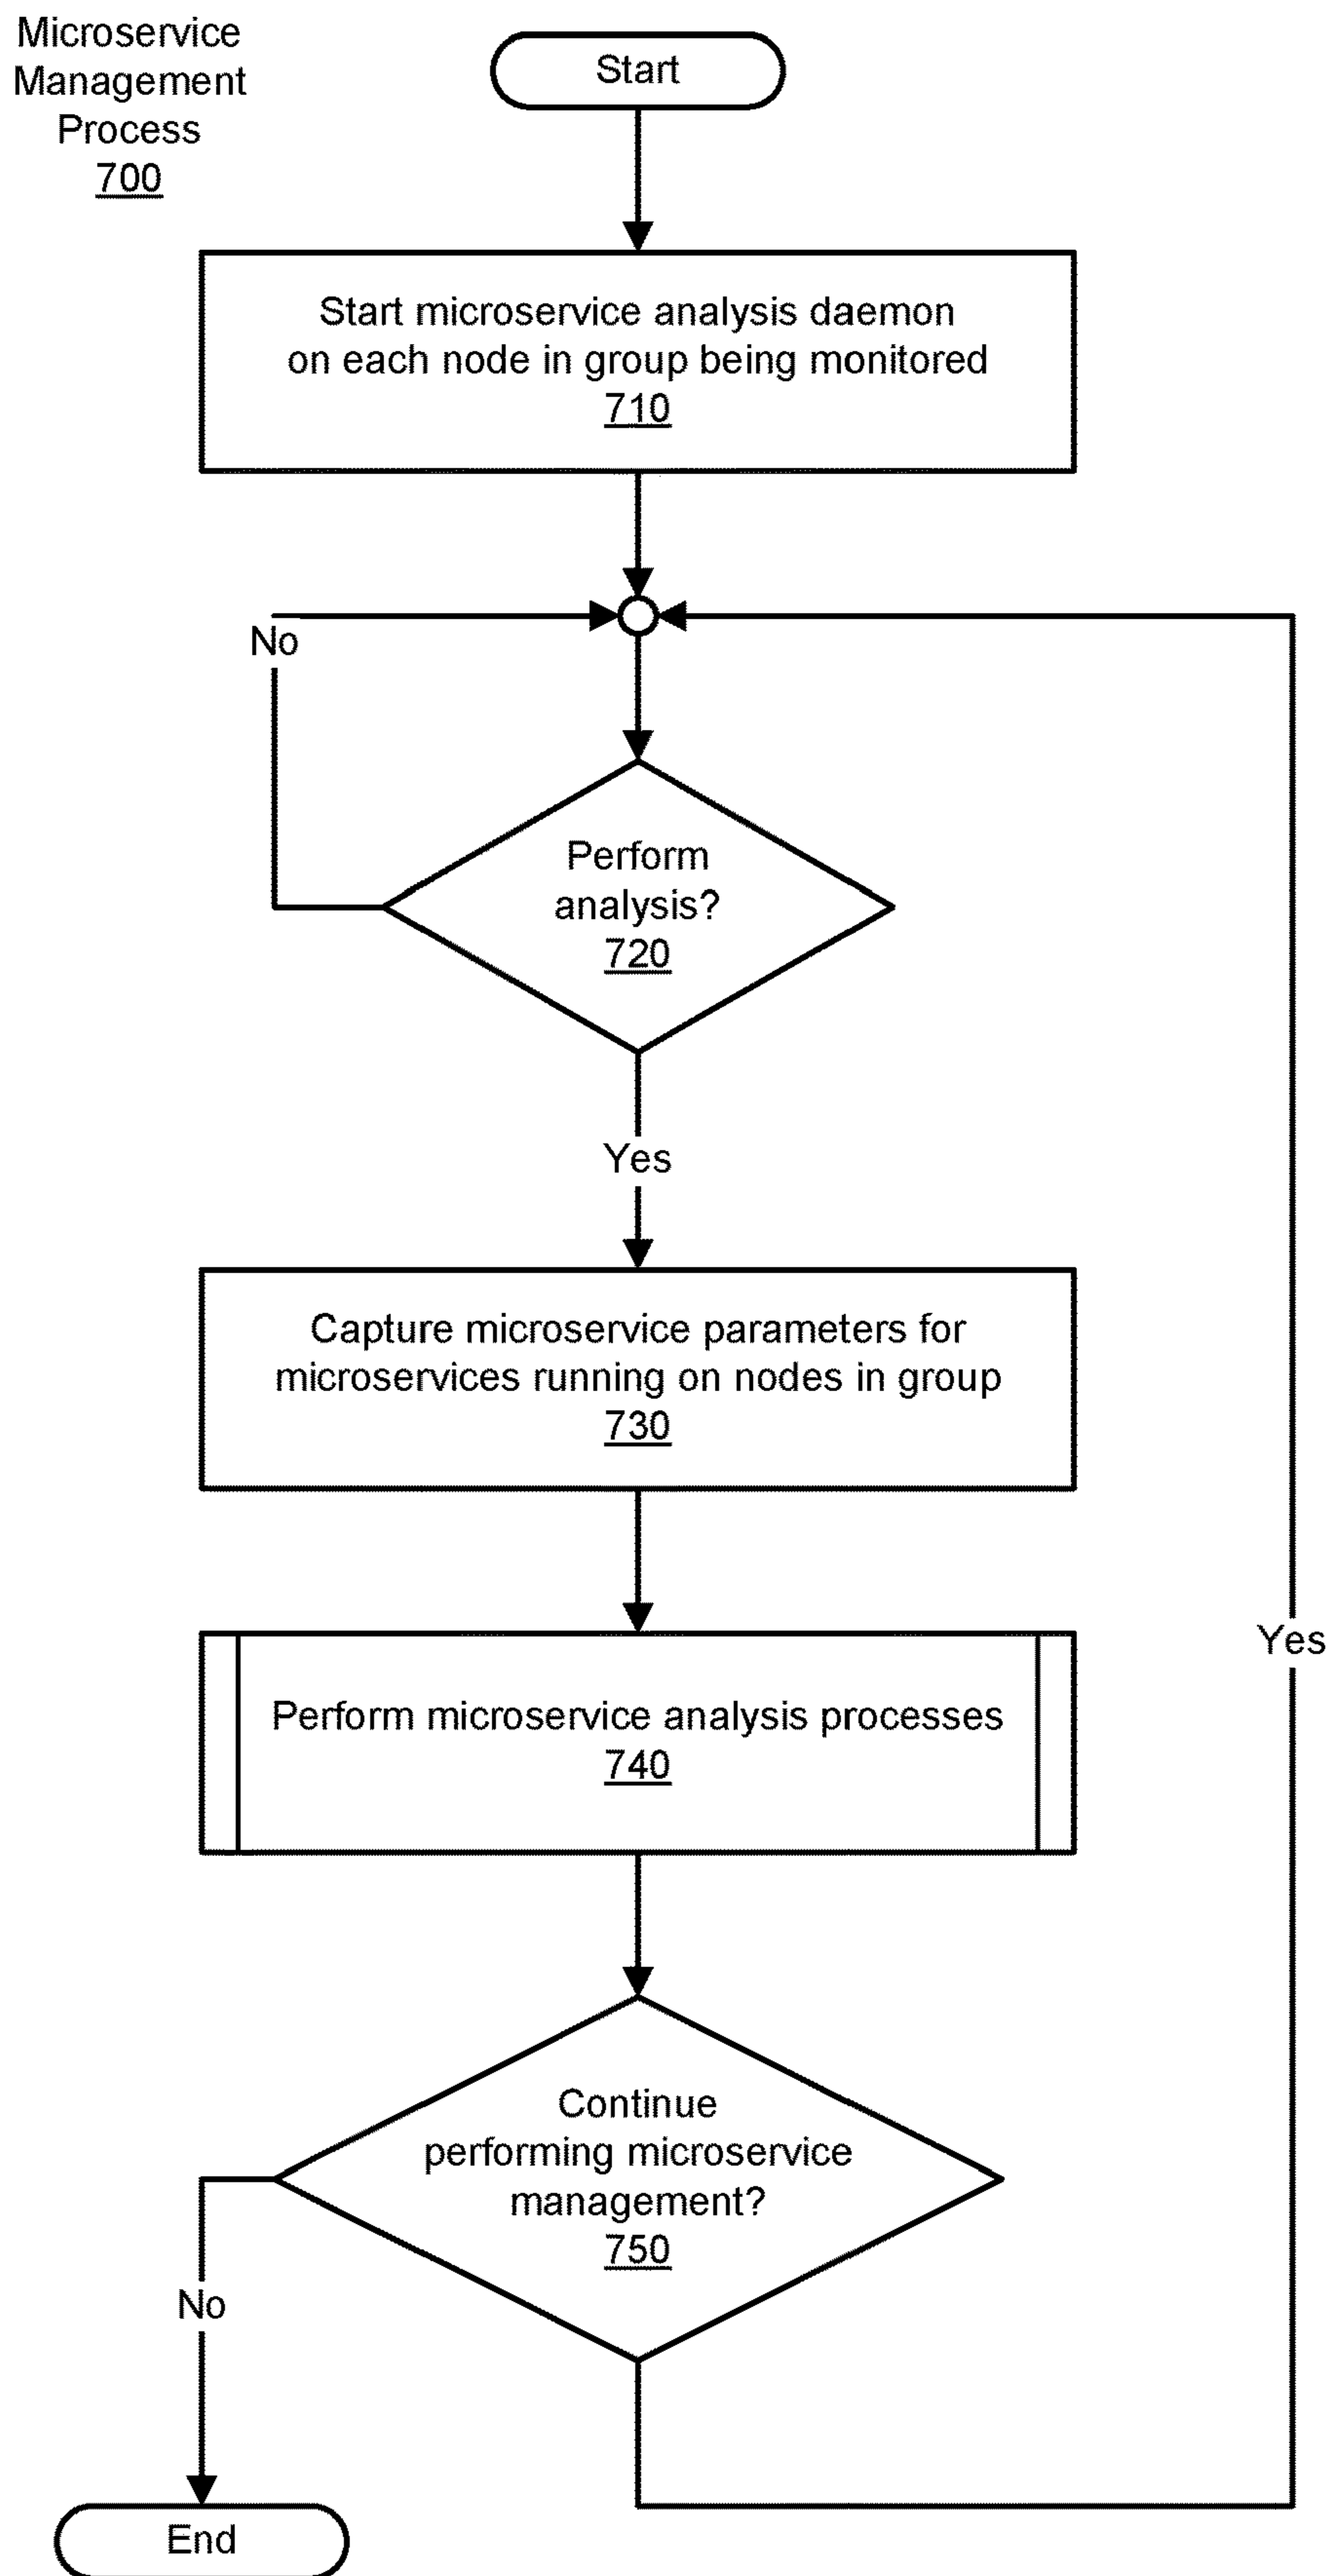 Microservice
Management
Process
700
Start
Start microservice analysis daemon
on each node in group being monitored
710
No
Perform
analysis?
720
Yes
Capture microservice parameters for
microservices running on nodes in group
730
Yes
Perform microservice analysis processes
740
Continue
performing microservice
management?
750
No
End